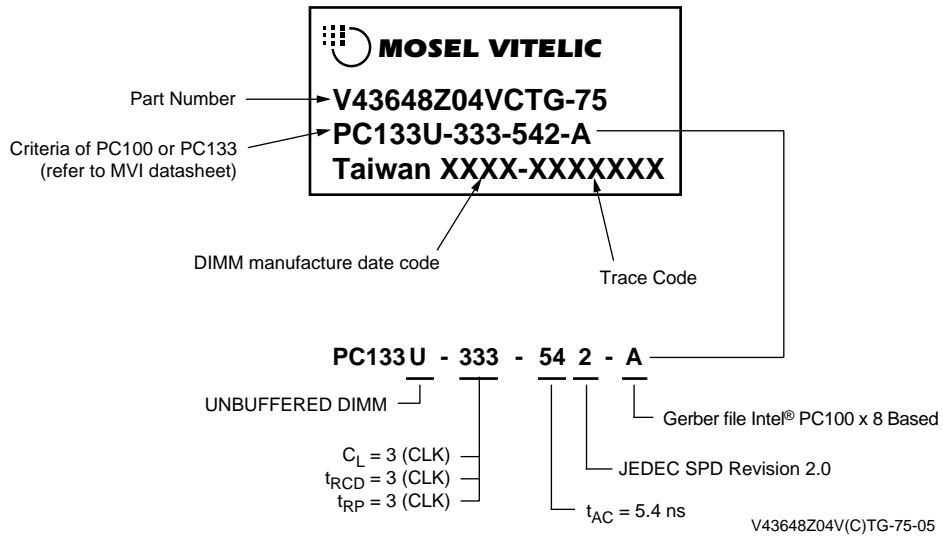 MOSEL VITELIC
Part Number
V43648Z04VCTG-75
Criteria of PC100 or PC133
(refer to MVI datasheet)
PC133U-333-542-A
Taiwan XXXX-XXXXXXX
DIMM manufacture date code
Trace Code
PC133 U - 333 - 54 2 - A
UNBUFFERED DIMM
Gerber file Intel® PC100 x 8 Based
CL = 3 (CLK)
tRCD = 3 (CLK)
tRP = 3 (CLK)
JEDEC SPD Revision 2.0
tAC = 5.4 ns
V43648Z04V(C)TG-75-05